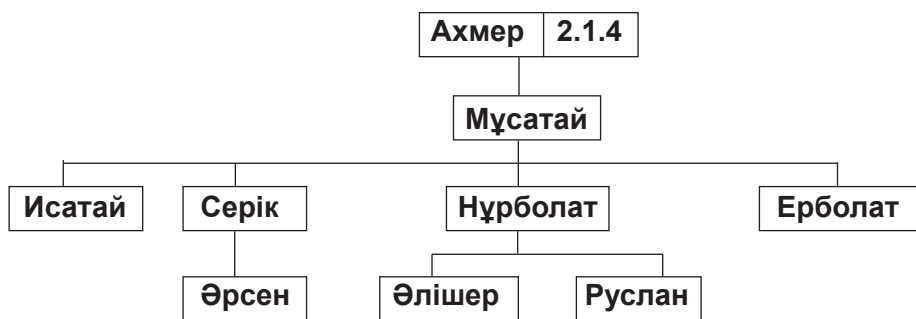 Ахмер 2.1.4
Мұсатай
Исатай Серік Нұрболат Ерболат
Әрсен Әлішер Руслан